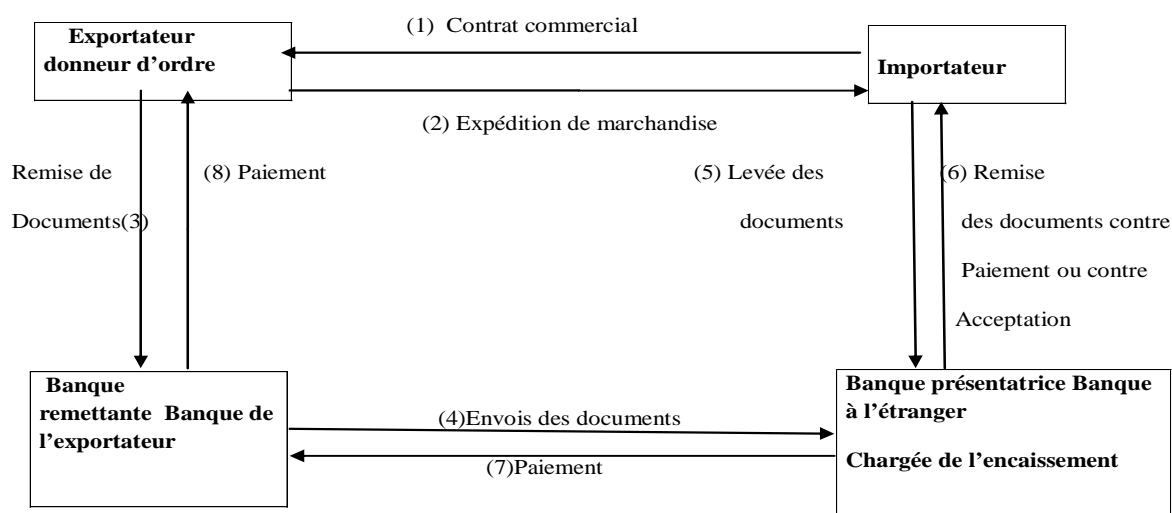 (1) Contrat commercial
Exportateur
donneur d’ordre
Importateur
(2) Expédition de marchandise
Remise de
Documents(3)
(8) Paiement
(5) Levée des
documents
(6) Remise
des documents contre
Paiement ou contre
Acceptation
Banque
remettante Banque de
l’exportateur
(4)Envois des documents
(7)Paiement
Banque présentatrice Banque
à l’étranger
Chargée de l’encaissement